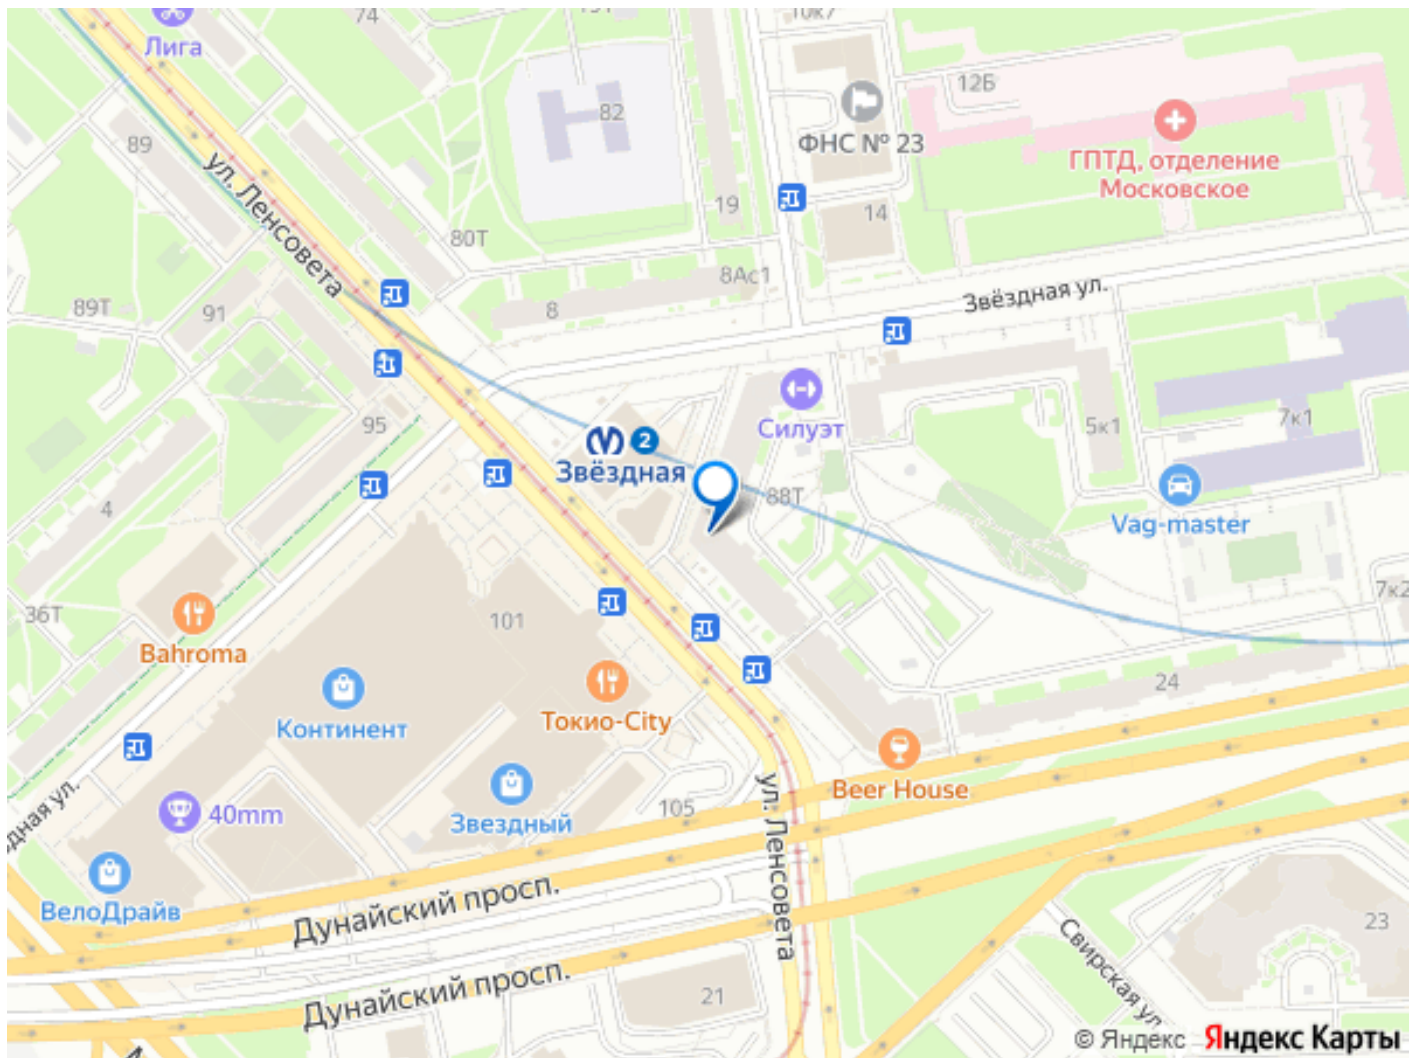 74
10к7
Лига
12Б
82
89
ФНС № 23
ГПТД, отделение
Московское
ул. Ленсовета
19
14
80Т
8Ас1
Звёздная ул.
89Т
91
8
Силуэт
95
5к1
7к1
2
Звёздная
88Т
4
Vag-master
36Т
7к2
101
Bahroma
24
Континент
Токио-City
Beer House
ул. Ленсовета
105
40mm
Звездный
дная ул.
ВелоДрайв
Дунайский просп.
23
Свирская ул.
Дунайский просп.
21
© Яндекс Яндекс Карты